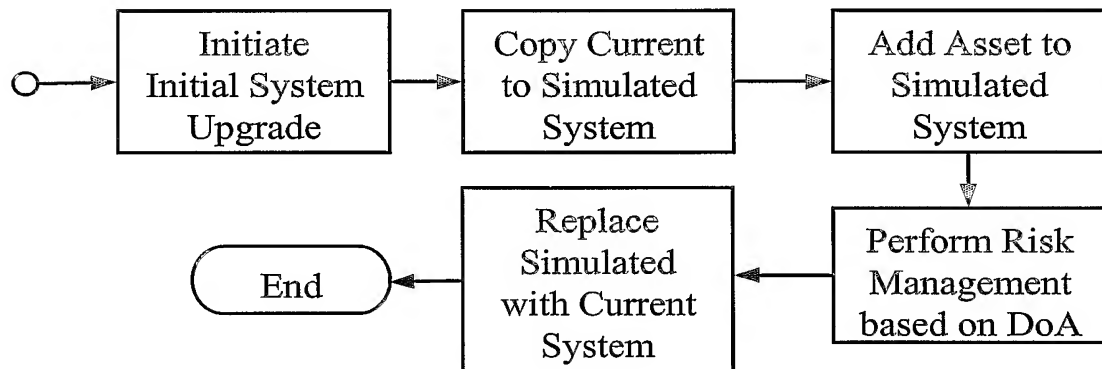 Initiate
Initial System
Upgrade
Copy Current
to Simulated
System
Add Asset to
Simulated
System
Perform Risk
Management
based on DoA
Replace
Simulated
with Current
System
End